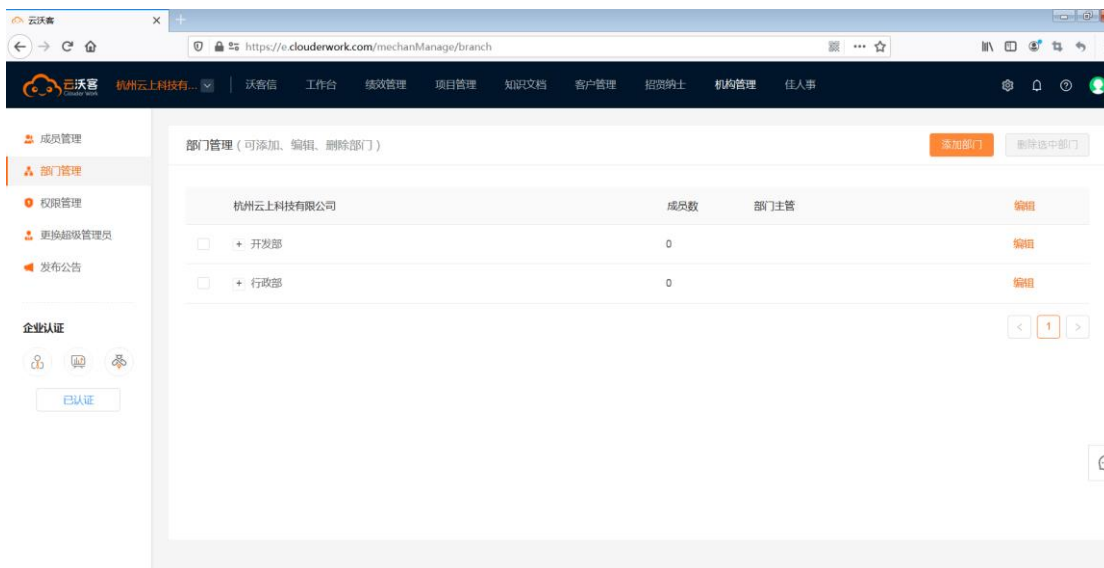 云沃客
https://e.clouderwork.com/mechanManage/branch
云沃客 杭州云上科技有... 沃客信 工作台 绩效管理 项目管理 知识文档 客户管理 招贤纳士 机构管理 佳人事
Clouder Work
成员管理
部门管理
权限管理
更换超级管理员
发布公告
企业认证
已认证
部门管理 ( 可添加、编辑、删除部门 ) 添加部门 删除选中部门
杭州云上科技有限公司 成员数 部门主管 编辑
+ 开发部 0 编辑
+ 行政部 0 编辑
< 1 >